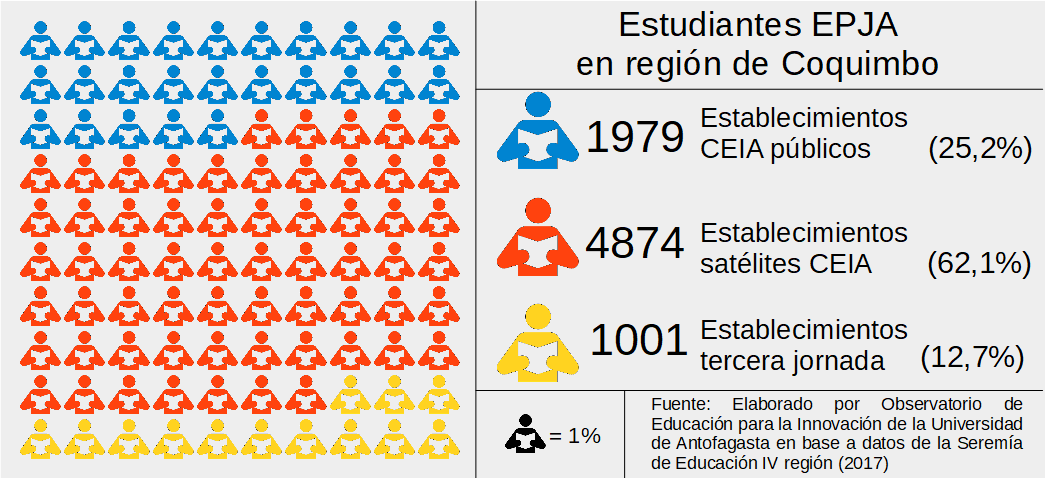 Estudiantes EPJA
en región de Coquimbo
1979 Establecimientos
CEIA públicos (25,2%)
4874 Establecimientos
satélites CEIA (62,1%)
1001 Establecimientos
tercera jornada (12,7%)
= 1%
Fuente: Elaborado por Observatorio de
Educación para la Innovación de la Universidad
de Antofagasta en base a datos de la Seremía
de Educación IV región (2017)